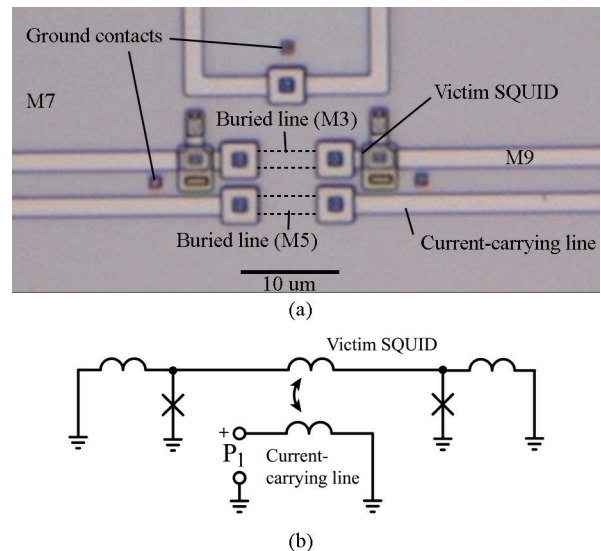 Ground contacts
M7
Victim SQUID
Buried line (M3)
M9
Buried line (M5)
Current-carrying line
10 um
(a)
Victim SQUID
+
P1
Current-
carrying line
(b)